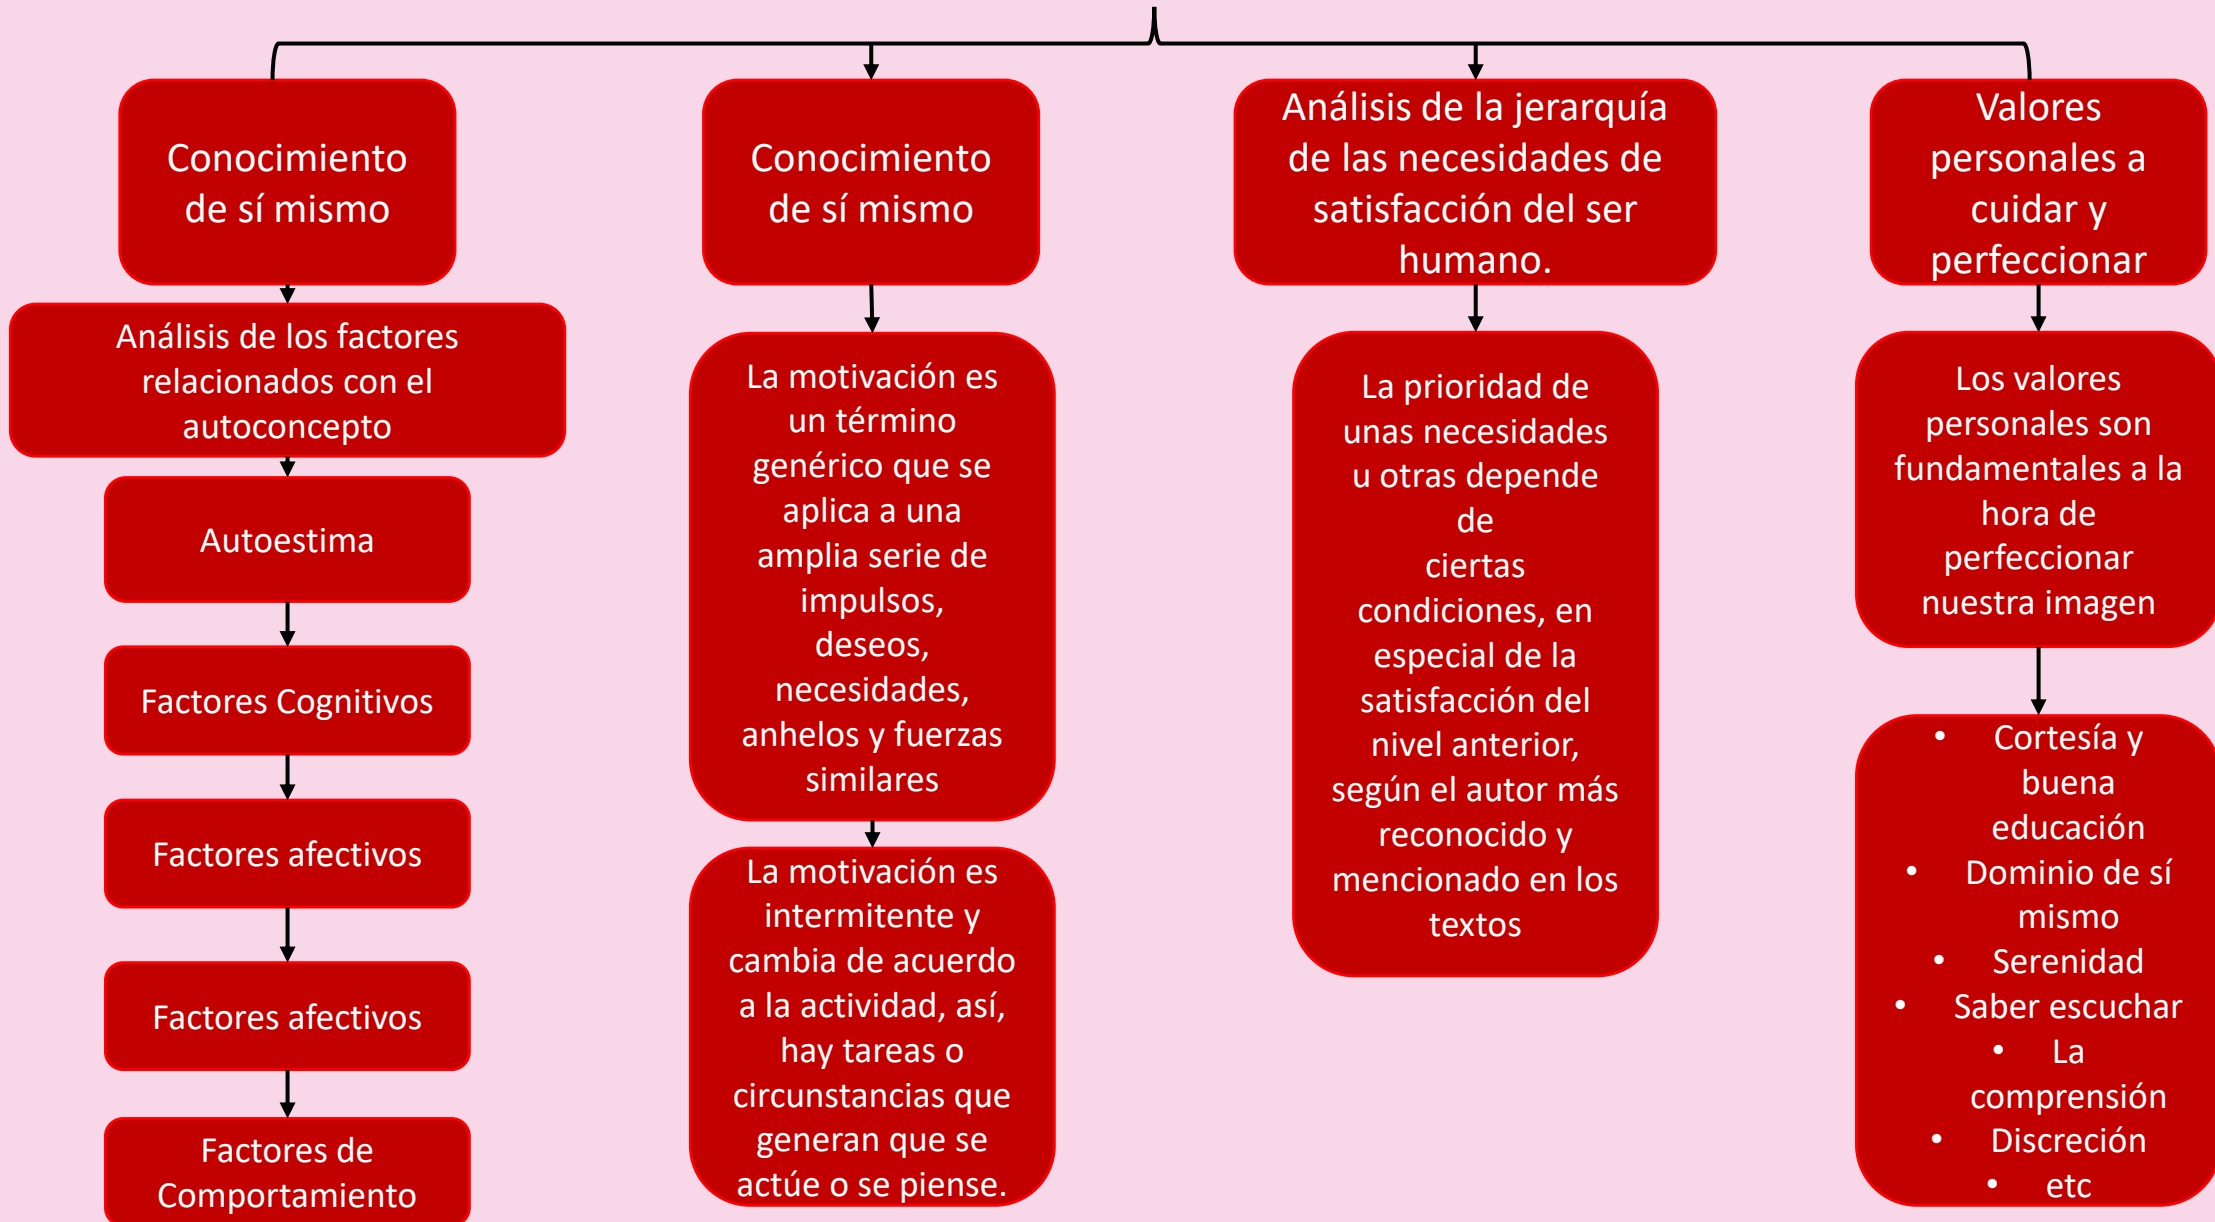 Conocimiento
de sí mismo
Análisis de los factores
relacionados con el
autoconcepto
Autoestima
Factores Cognitivos
Factores afectivos
Factores afectivos
Factores de
Comportamiento
Conocimiento
de sí mismo
La motivación es
un término
genérico que se
aplica a una
amplia serie de
impulsos,
deseos,
necesidades,
anhelos y fuerzas
similares
La motivación es
intermitente y
cambia de acuerdo
a la actividad, así,
hay tareas o
circunstancias que
generan que se
actúe o se piense.
Análisis de la jerarquía
de las necesidades de
satisfacción del ser
humano.
La prioridad de
unas necesidades
u otras depende
de
ciertas
condiciones, en
especial de la
satisfacción del
nivel anterior,
según el autor más
reconocido y
mencionado en los
textos
Valores
personales a
cuidar y
perfeccionar
Los valores
personales son
fundamentales a la
hora de
perfeccionar
nuestra imagen
• Cortesía y
buena
educación
• Dominio de sí
mismo
• Serenidad
• Saber escuchar
• La
comprensión
• Discreción
• etc